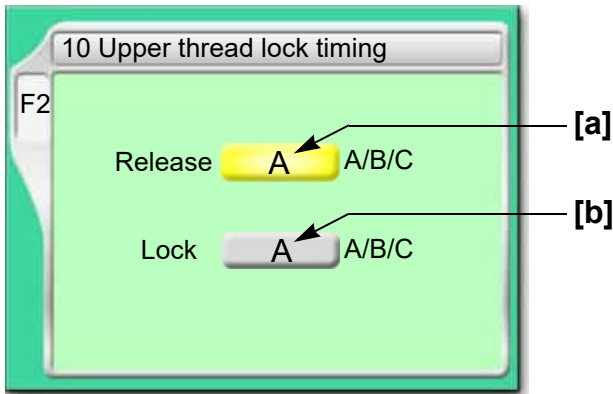 10 Upper thread lock timing
F2
[a]
Release A A/B/C
[b]
Lock A A/B/C